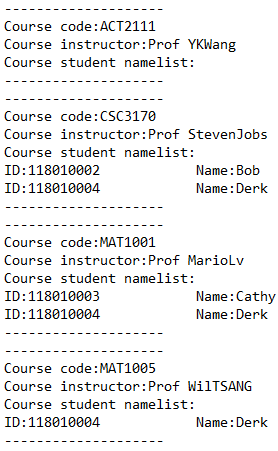 --------------------
Course code:ACT2111
Course instructor:Prof YKWang
Course student namelist:
--------------------
--------------------
Course code:CSC3170
Course instructor:Prof StevenJobs
Course student namelist:
ID:118010002 Name:Bob
ID:118010004 Name:Derk
--------------------
--------------------
Course code:MAT1001
Course instructor:Prof MarioLv
Course student namelist:
ID:118010003 Name:Cathy
ID:118010004 Name:Derk
--------------------
--------------------
Course code:MAT1005
Course instructor:Prof WilTSANG
Course student namelist:
ID:118010004 Name:Derk
--------------------